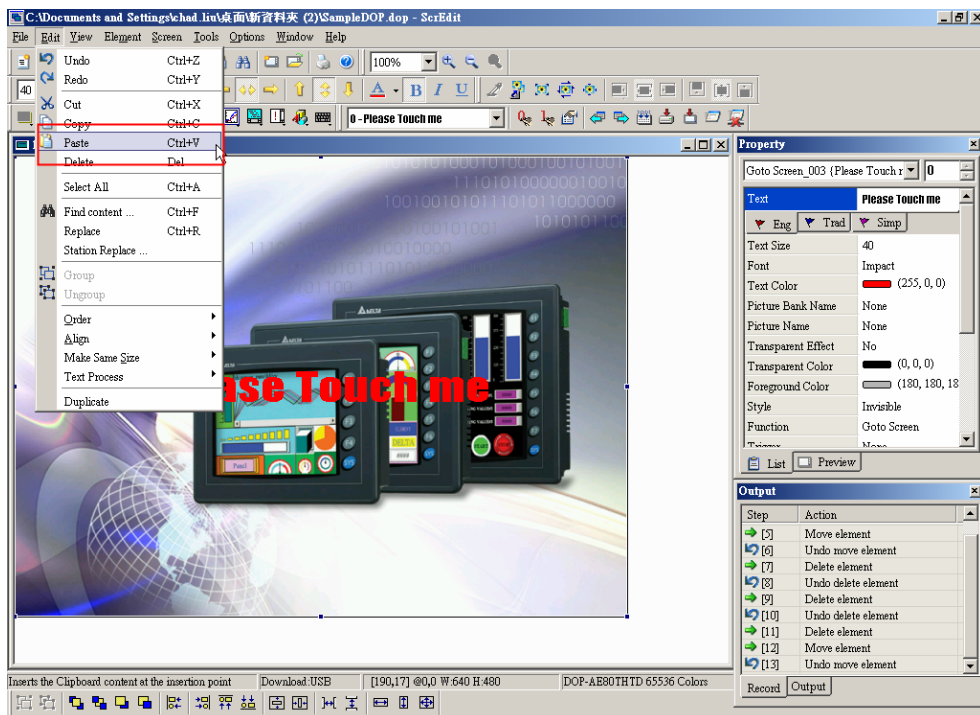 C:\Documents and Settings\chad.liu\桌面\新資料夾 (2)\SampleDOP.dop - ScrEdit
File Edit View Element Screen Tools Options Window Help
100%
40
B I U
0 - Please Touch me
Undo Ctrl+Z
Redo Ctrl+Y
Cut Ctrl+X
Copy Ctrl+C
Paste Ctrl+V
Delete Del
Select All Ctrl+A
Find content ... Ctrl+F
Replace Ctrl+R
Station Replace ...
Group
Ungroup
Order
Align
Make Same Size
Text Process
Duplicate
ase Touch me
DELTA
Property
Goto Screen_003 {Please Touch r 0
Text Please Touch me
Eng Trad Simp
Text Size 40
Font Impact
Text Color (255, 0, 0)
Picture Bank Name None
Picture Name None
Transparent Effect No
Transparent Color (0, 0, 0)
Foreground Color (180, 180, 18
Style Invisible
Function Goto Screen
Trigger None
List Preview
Output
Step Action
[5] Move element
[6] Undo move element
[7] Delete element
[8] Undo delete element
[9] Delete element
[10] Undo delete element
[11] Delete element
[12] Move element
[13] Undo move element
Record Output
Inserts the Clipboard content at the insertion point Download:USB [190,17] @0,0 W:640 H:480 DOP-AE80THTD 65536 Colors